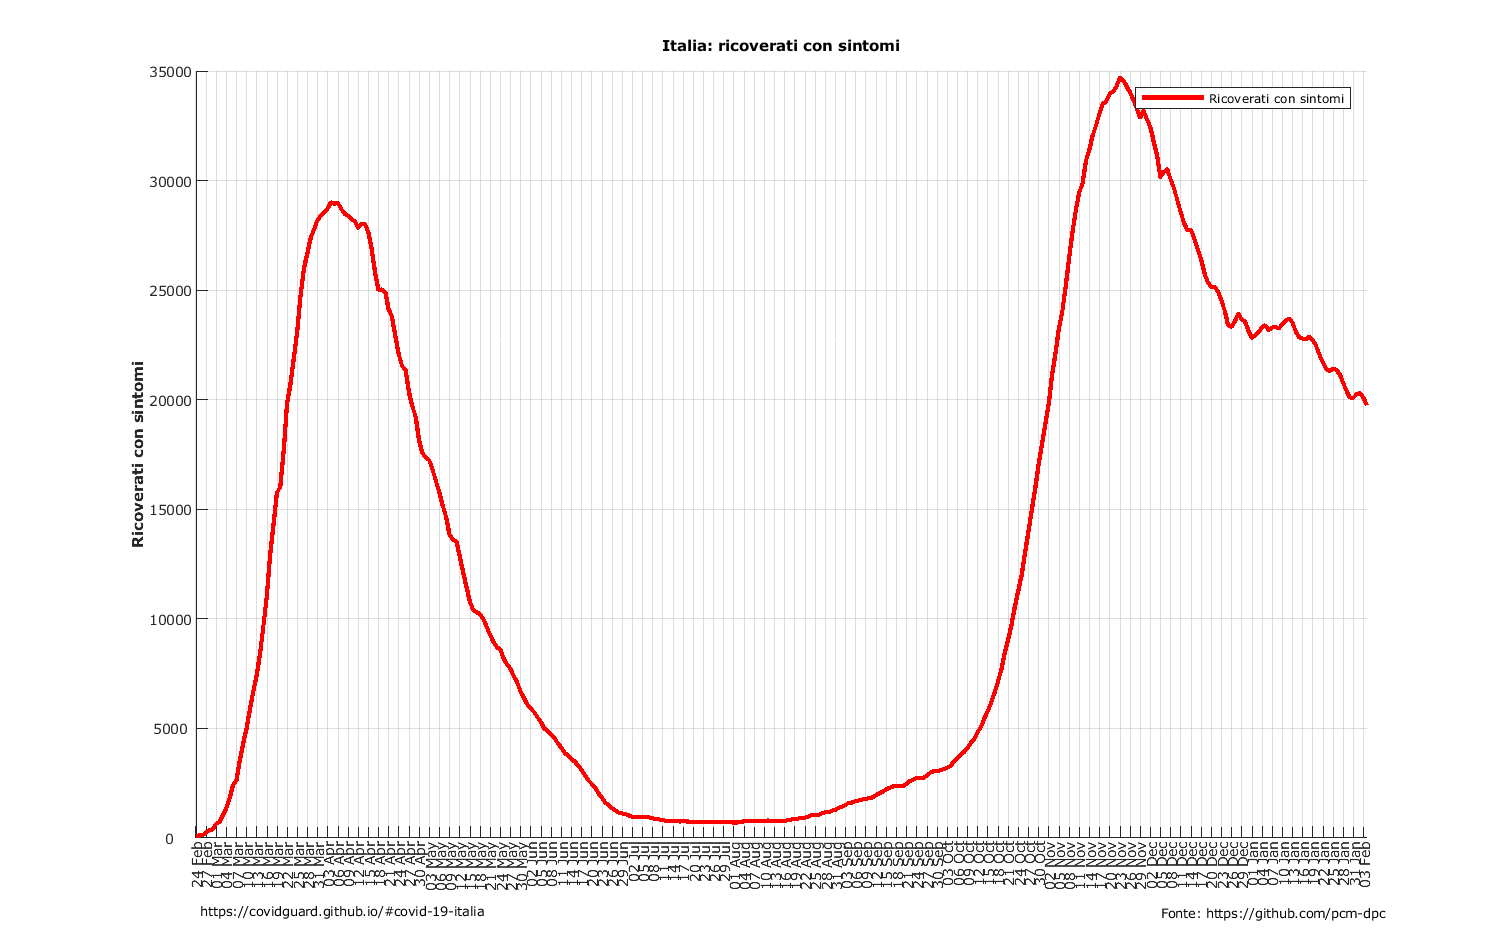 Italia: ricoverati con sintomi
35000
30000
25000
20000
15000
10000
5000
0
Ricoverati con sintomi
Ricoverati con sintomi
24 Feb
27 Feb
01 Mar
04 Mar
07 Mar
10 Mar
13 Mar
16 Mar
19 Mar
22 Mar
25 Mar
28 Mar
31 Mar
03 Apr
06 Apr
09 Apr
12 Apr
15 Apr
18 Apr
21 Apr
24 Apr
27 Apr
30 Apr
03 May
06 May
09 May
12 May
15 May
18 May
21 May
24 May
27 May
30 May
02 Jun
05 Jun
08 Jun
11 Jun
14 Jun
17 Jun
20 Jun
23 Jun
26 Jun
29 Jun
02 Jul
05 Jul
08 Jul
11 Jul
14 Jul
17 Jul
20 Jul
23 Jul
26 Jul
29 Jul
01 Aug
04 Aug
07 Aug
10 Aug
13 Aug
16 Aug
19 Aug
22 Aug
25 Aug
28 Aug
31 Aug
03 Sep
06 Sep
09 Sep
12 Sep
15 Sep
18 Sep
21 Sep
24 Sep
27 Sep
30 Sep
03 Oct
06 Oct
09 Oct
12 Oct
15 Oct
18 Oct
21 Oct
24 Oct
27 Oct
30 Oct
02 Nov
05 Nov
08 Nov
11 Nov
14 Nov
17 Nov
20 Nov
23 Nov
26 Nov
29 Nov
02 Dec
05 Dec
08 Dec
11 Dec
14 Dec
17 Dec
20 Dec
23 Dec
26 Dec
29 Dec
01 Jan
04 Jan
07 Jan
10 Jan
13 Jan
16 Jan
19 Jan
22 Jan
25 Jan
28 Jan
31 Jan
03 Feb
https://covidguard.github.io/#covid-19-italia
Fonte: https://github.com/pcm-dpc